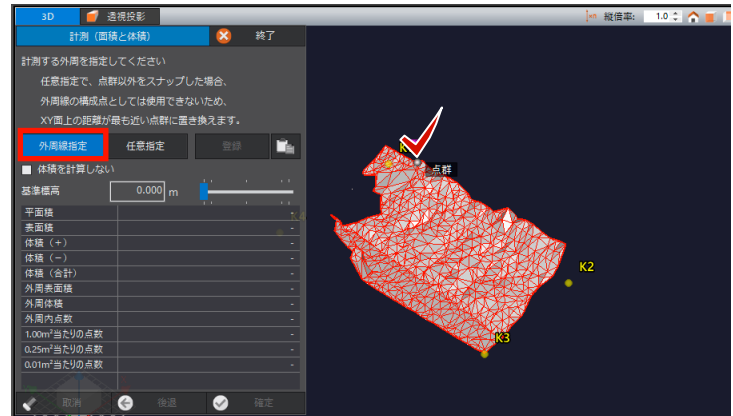 3D 透視投影 縦倍率: 1.0
計測（面積と体積） 終了
計測する外周を指定してください
任意指定で、点群以外をスナップした場合、
外周線の構成点としては使用できないため、
XY面上の距離が最も近い点群に置き換えます。
外周線指定 任意指定 登録
体積を計算しない
基準標高 0.000 m
平面積 -
表面積 -
体積（+） -
体積（-） -
体積（合計） -
外周表面積 -
外周体積 -
外周内点数 -
1.00m²当たりの点数 -
0.25m²当たりの点数 -
0.01m²当たりの点数 -
取消 後退 確定
点群
K4
K2
K3